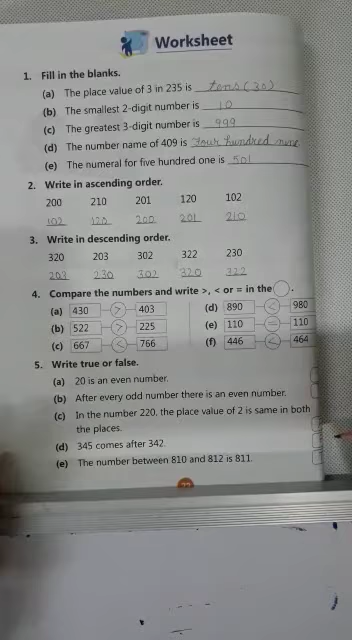 Worksheet
1. Fill in the blanks.
(a) The place value of 3 in 235 is tens (30)
(b) The smallest 2-digit number is 10
(c) The greatest 3-digit number is 999
(d) The number name of 409 is four hundred nine
(e) The numeral for five hundred one is 501
2. Write in ascending order.
200 210 201 120 102
102 120 200 201 210
3. Write in descending order.
320 203 302 322 230
203 230 302 320 322
4. Compare the numbers and write >, < or = in the ◯.
(a) 430 > 403 (d) 890 < 980
(b) 522 > 225 (e) 110 = 110
(c) 667 < 766 (f) 446 < 464
5. Write true or false.
(a) 20 is an even number.
(b) After every odd number there is an even number.
(c) In the number 220, the place value of 2 is same in both
the places.
(d) 345 comes after 342.
(e) The number between 810 and 812 is 811.